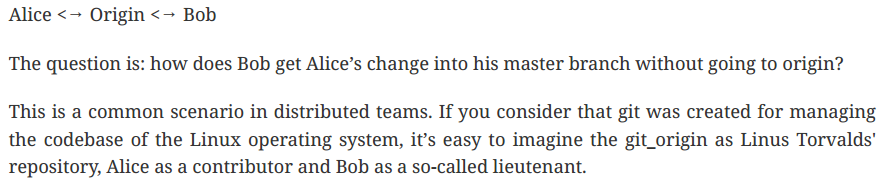 Alice <→ Origin <→ Bob
The question is: how does Bob get Alice’s change into his master branch without going to origin?
This is a common scenario in distributed teams. If you consider that git was created for managing
the codebase of the Linux operating system, it’s easy to imagine the git_origin as Linus Torvalds'
repository, Alice as a contributor and Bob as a so-called lieutenant.